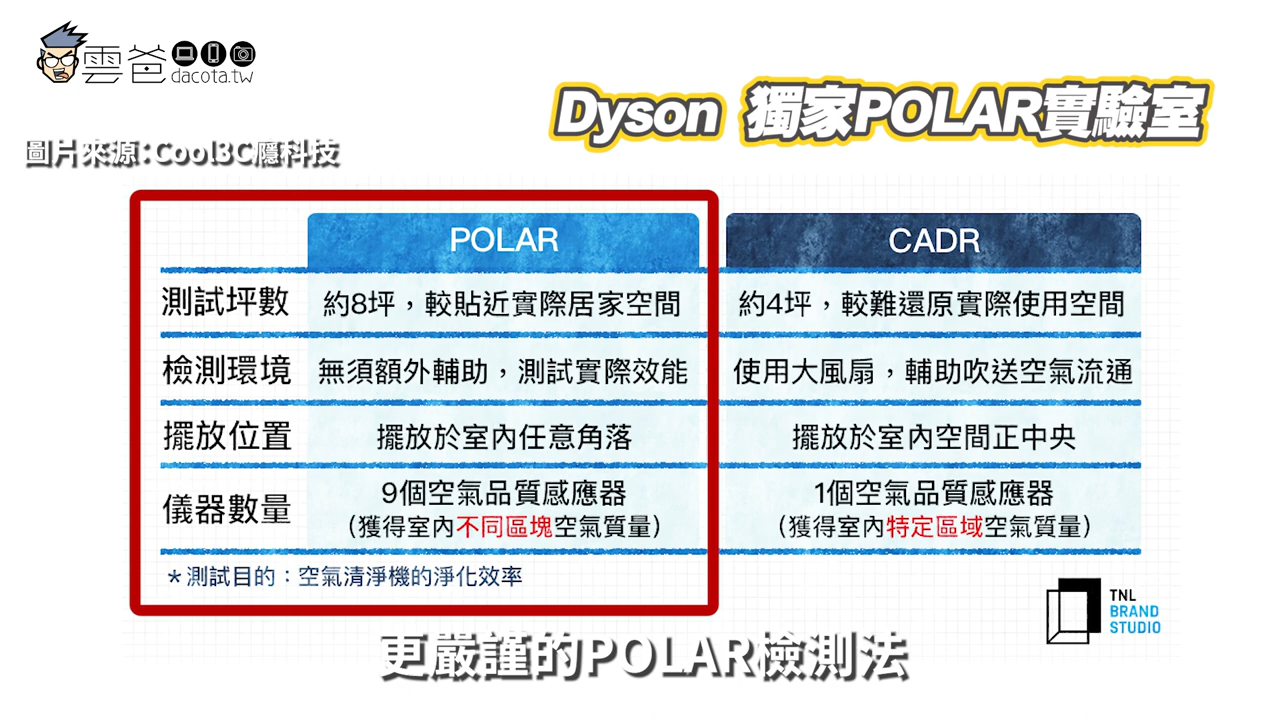 雲爸
dacota.tw
Dyson 獨家POLAR實驗室
圖片來源:Cool3C癮科技
POLAR
CADR
測試坪數
約8坪，較貼近實際居家空間
約4坪，較難還原實際使用空間
檢測環境
無須額外輔助，測試實際效能
使用大風扇，輔助吹送空氣流通
擺放位置
擺放於室內任意角落
擺放於室內空間正中央
儀器數量
9個空氣品質感應器
（獲得室內不同區塊空氣質量）
1個空氣品質感應器
（獲得室內特定區域空氣質量）
＊測試目的：空氣清淨機的淨化效率
TNL
BRAND
STUDIO
更嚴謹的POLAR檢測法